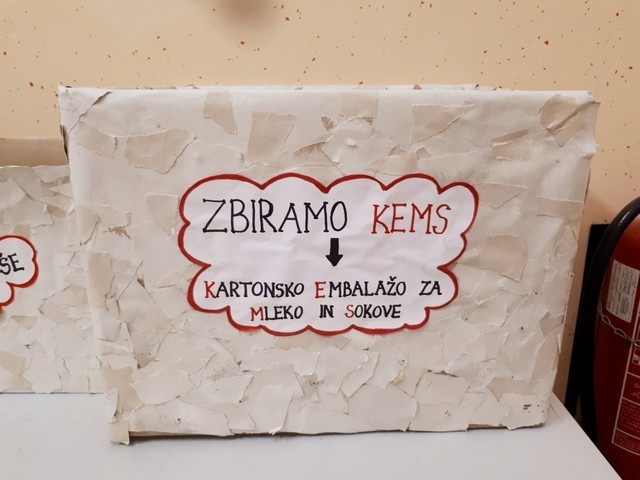 ZBIRAMO KEMS
KARTONSKO EMBALAŽO ZA
MLEKO IN SOKOVE